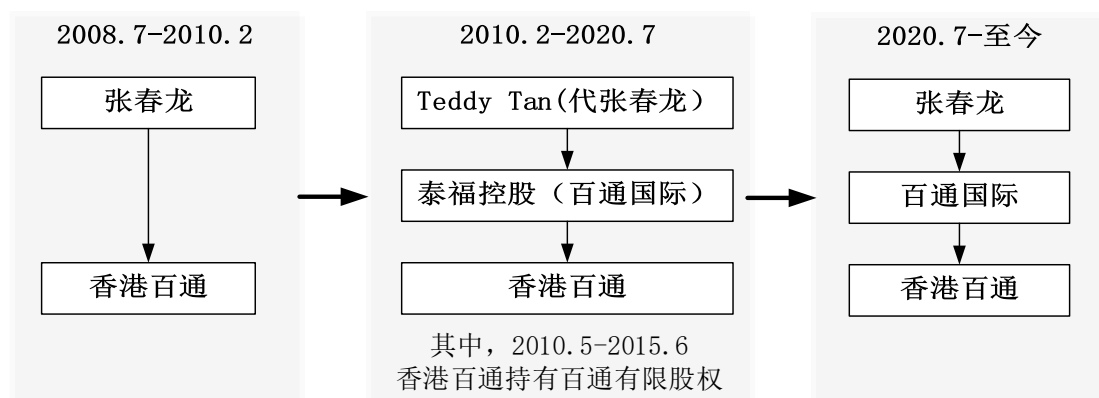 2008.7-2010.2
张春龙
香港百通
2010.2-2020.7
Teddy Tan(代张春龙）
泰福控股（百通国际）
香港百通
其中，2010.5-2015.6
香港百通持有百通有限股权
2020.7-至今
张春龙
百通国际
香港百通